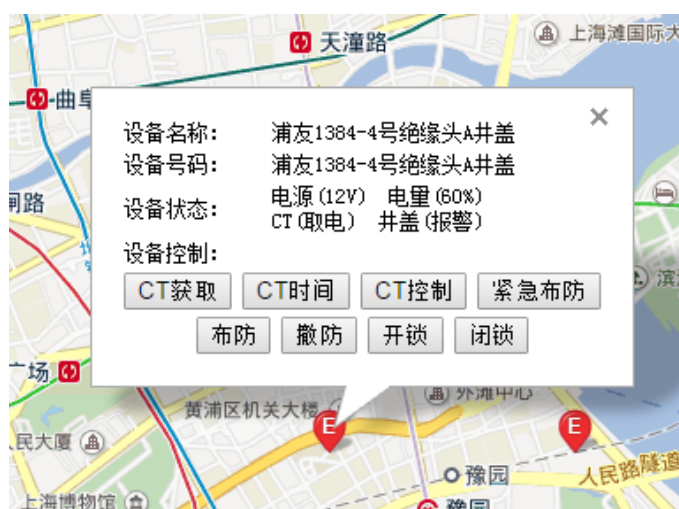 天潼路
上海滩国际大
曲阜
设备名称: 浦友1384-4号绝缘头A井盖
设备号码: 浦友1384-4号绝缘头A井盖
设备状态: 电源(12V) 电量(60%)
CT(取电) 井盖(报警)
设备控制:
CT获取 CT时间 CT控制 紧急布防
布防 撤防 开锁 闭锁
闸路
滨
广场
黄浦区机关大楼
外滩中心
E
E
民大厦
豫园
人民路隧道
上海博物馆
豫园